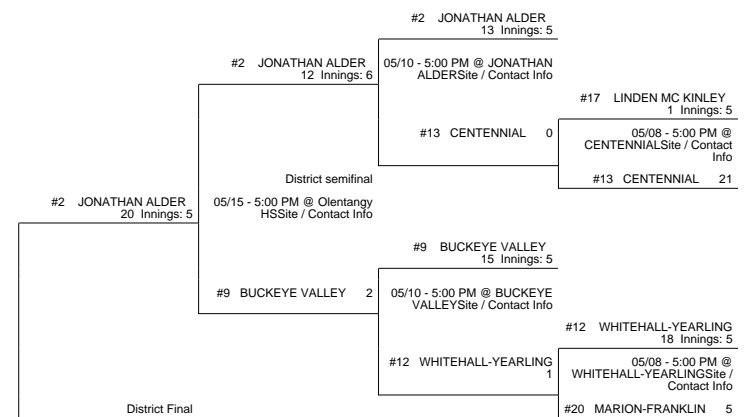 #2 JONATHAN ALDER
13 Innings: 5
#2 JONATHAN ALDER
12 Innings: 6
05/10 - 5:00 PM @ JONATHAN
ALDERSite / Contact Info
#17 LINDEN MC KINLEY
1 Innings: 5
#13 CENTENNIAL 0
05/08 - 5:00 PM @
CENTENNIALSite / Contact
Info
District semifinal
#13 CENTENNIAL 21
#2 JONATHAN ALDER
20 Innings: 5
05/15 - 5:00 PM @ Olentangy
HSSite / Contact Info
#9 BUCKEYE VALLEY
15 Innings: 5
#9 BUCKEYE VALLEY 2
05/10 - 5:00 PM @ BUCKEYE
VALLEYSite / Contact Info
#12 WHITEHALL-YEARLING
18 Innings: 5
#12 WHITEHALL-YEARLING
1
05/08 - 5:00 PM @
WHITEHALL-YEARLINGSite /
Contact Info
District Final
#20 MARION-FRANKLIN 5